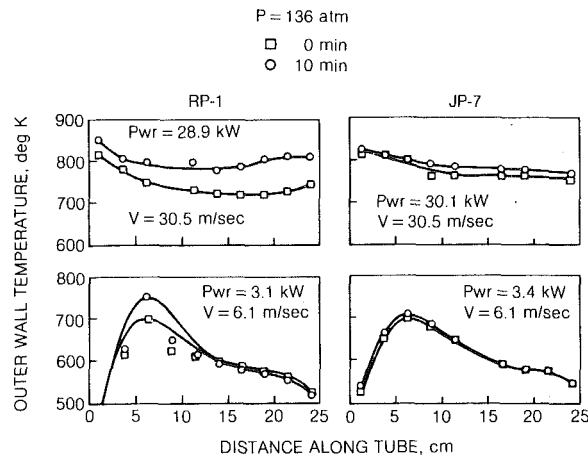 P = 136 atm
□ 0 min
○ 10 min
RP-1
JP-7
OUTER WALL TEMPERATURE, deg K
900
800
700
600
Pwr = 28.9 kW
V = 30.5 m/sec
Pwr = 30.1 kW
V = 30.5 m/sec
800
700
600
500
Pwr = 3.1 kW
V = 6.1 m/sec
Pwr = 3.4 kW
V = 6.1 m/sec
0 5 10 15 20 25
0 5 10 15 20 25
DISTANCE ALONG TUBE, cm